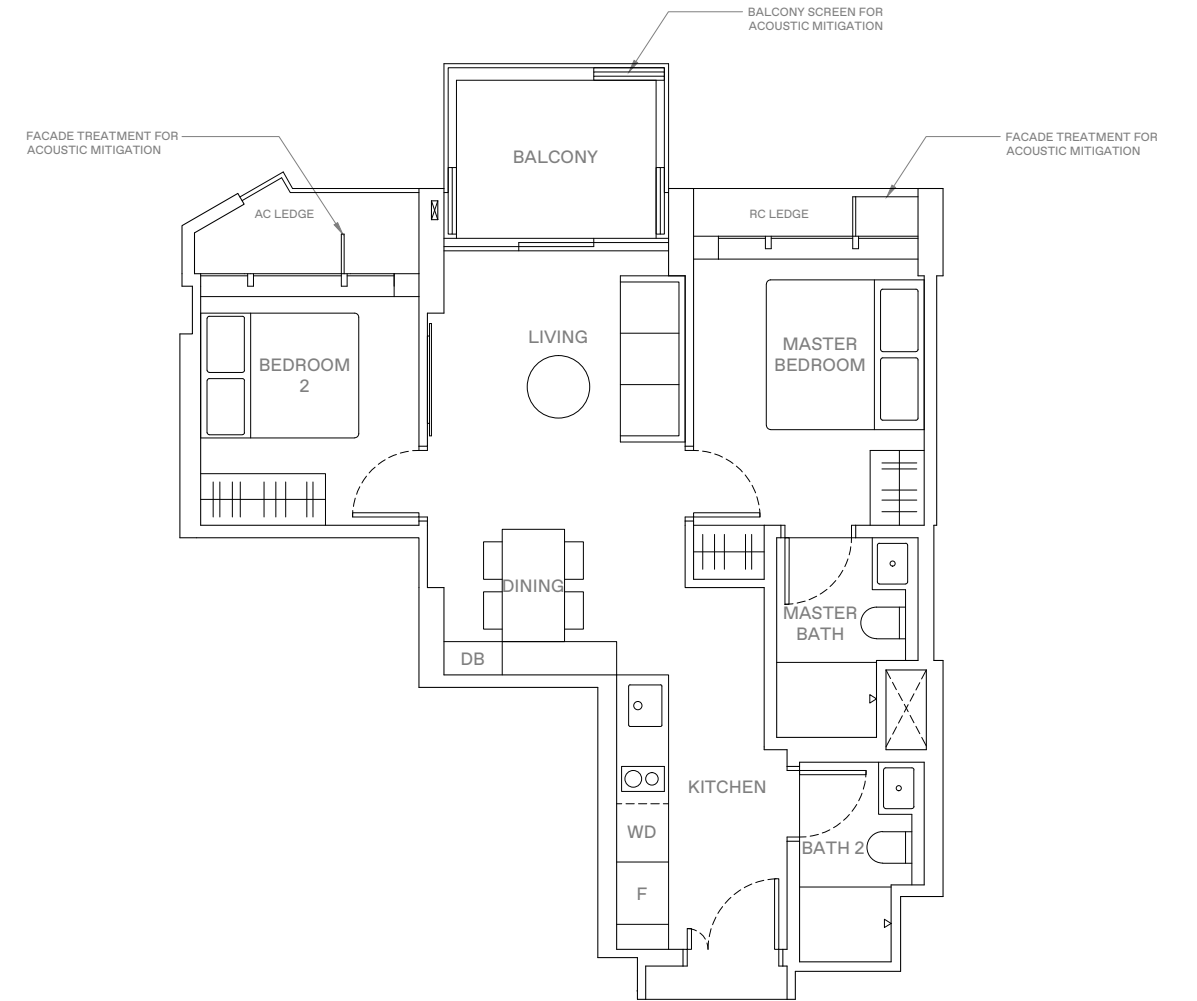 BALCONY SCREEN FOR
ACOUSTIC MITIGATION
FACADE TREATMENT FOR
ACOUSTIC MITIGATION
FACADE TREATMENT FOR
ACOUSTIC MITIGATION
BALCONY
AC LEDGE
RC LEDGE
LIVING
BEDROOM
2
MASTER
BEDROOM
DINING
MASTER
BATH
DB
KITCHEN
WD
BATH 2
F